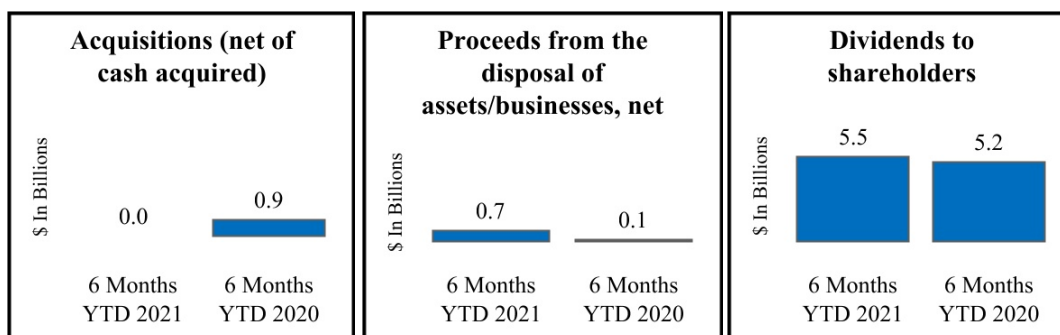 Acquisitions (net of
cash acquired)
$ In Billions
0.0
0.9
6 Months
YTD 2021
6 Months
YTD 2020
Proceeds from the
disposal of
assets/businesses, net
$ In Billions
0.7
0.1
6 Months
YTD 2021
6 Months
YTD 2020
Dividends to
shareholders
$ In Billions
5.5
5.2
6 Months
YTD 2021
6 Months
YTD 2020